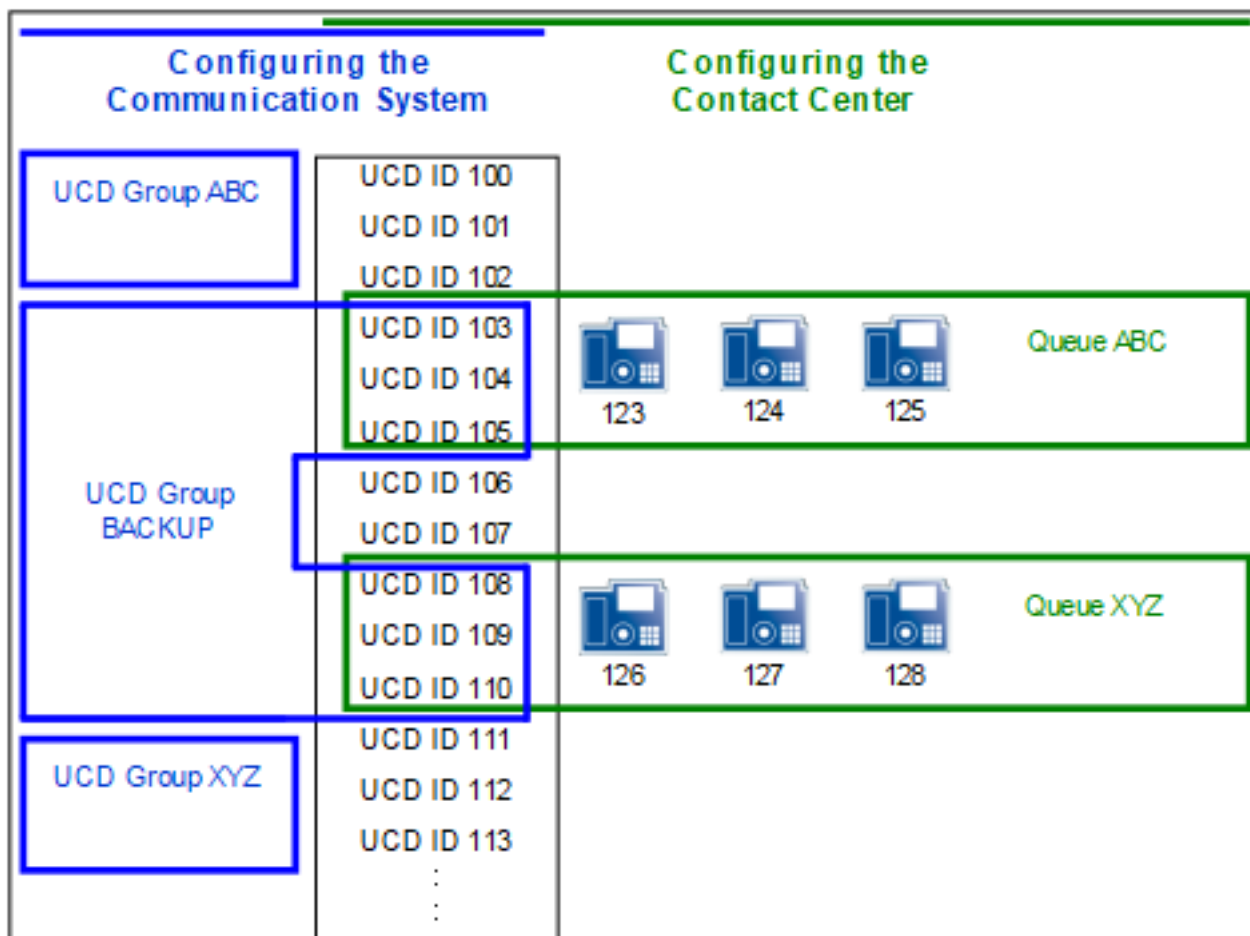 Configuring the
Communication System
Configuring the
Contact Center
UCD Group ABC
UCD ID 100
UCD ID 101
UCD ID 102
UCD ID 103
UCD ID 104
UCD ID 105
123
124
125
Queue ABC
UCD Group
BACKUP
UCD ID 106
UCD ID 107
UCD ID 108
UCD ID 109
UCD ID 110
126
127
128
Queue XYZ
UCD Group XYZ
UCD ID 111
UCD ID 112
UCD ID 113